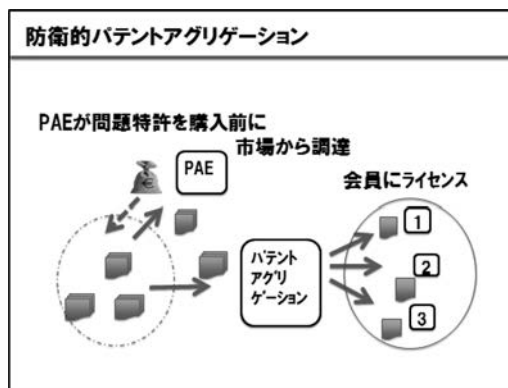 防衛的パテントアグリゲーション
PAEが問題特許を購入前に
市場から調達
€
PAE
会員にライセンス
パテント
アグリ
ゲーション
1
2
3